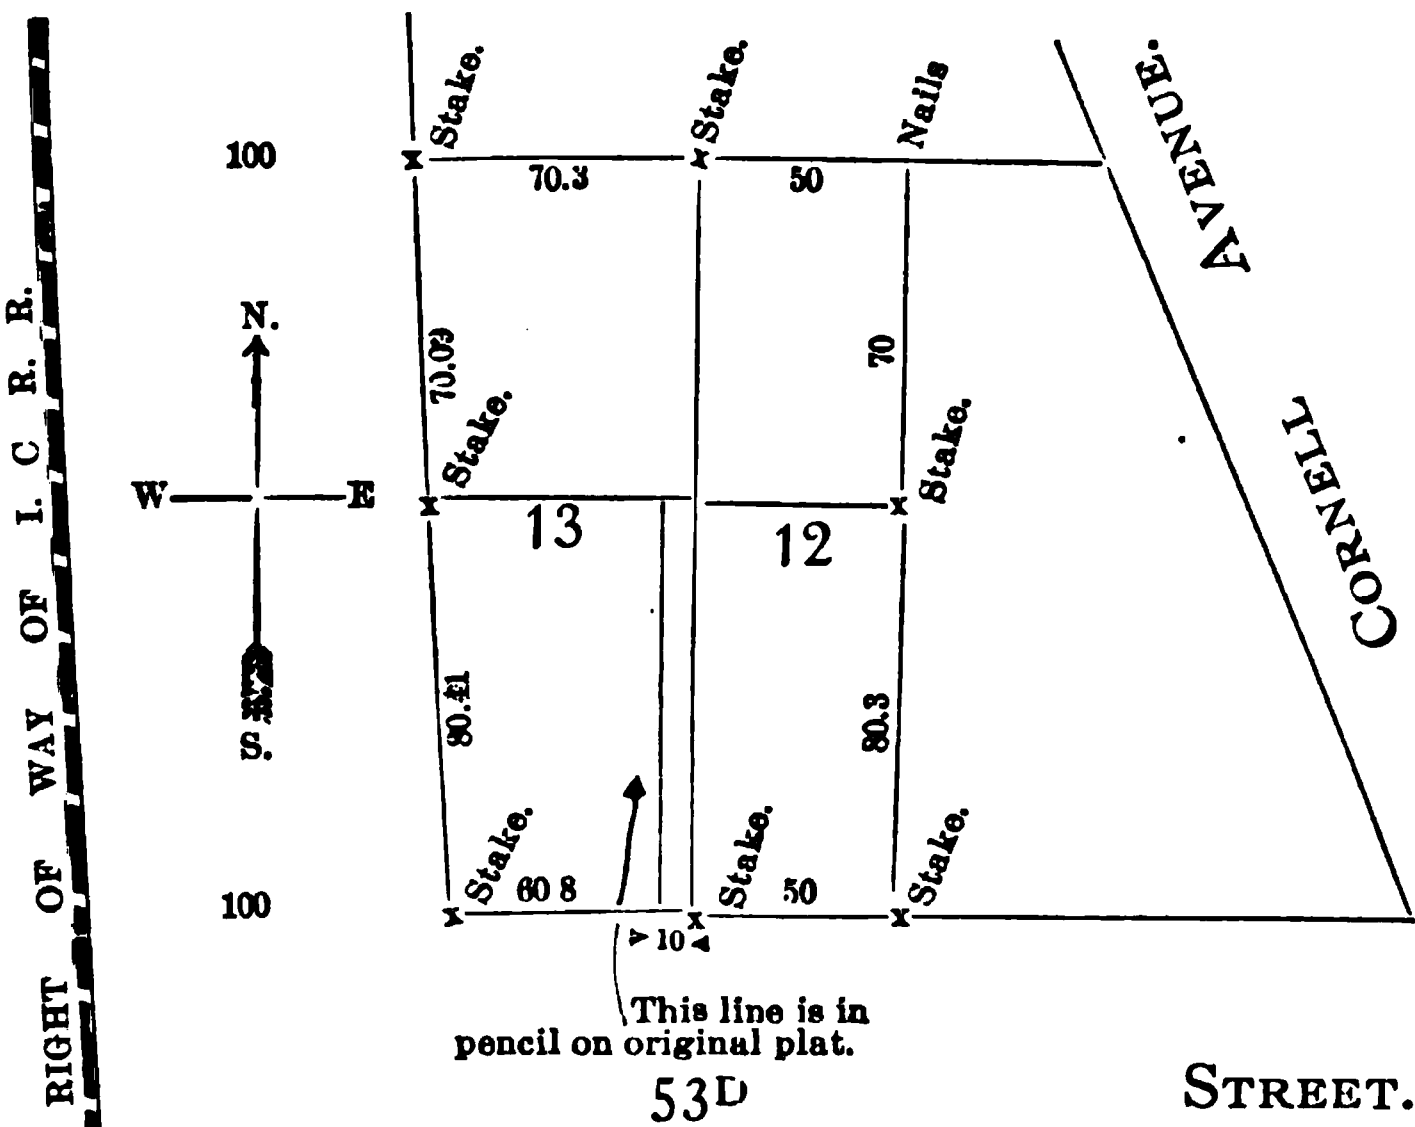 Stake.
Stake.
Nails
AVENUE.
100
70.3
50
N.
70.09
70
Stake.
Stake.
W
E
13
12
CORNELL
RIGHT OF WAY OF I. C R. R.
80.41
80.3
S.
Stake.
Stake.
Stake.
100
60 8
50
10
This line is in
pencil on original plat.
53D
STREET.